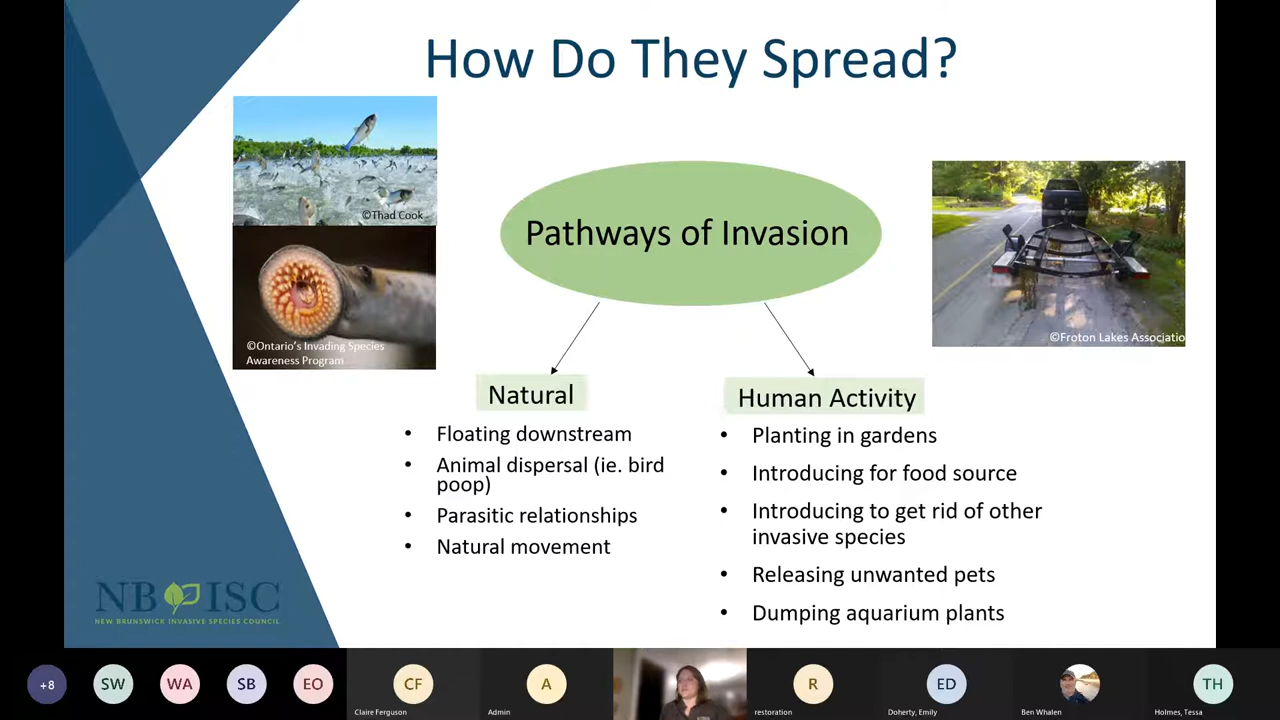 How Do They Spread?
©Thad Cook
©Ontario's Invading Species
Awareness Program
Pathways of Invasion
©Froton Lakes Associatio
Natural
• Floating downstream
• Animal dispersal (ie. bird
poop)
• Parasitic relationships
• Natural movement
Human Activity
• Planting in gardens
• Introducing for food source
• Introducing to get rid of other
invasive species
• Releasing unwanted pets
• Dumping aquarium plants
NB ISC
NEW BRUNSWICK INVASIVE SPECIES COUNCIL
+8
SW
WA
SB
EO
CF
Claire Ferguson
A
Admin
R
restoration
ED
Doherty, Emily
Ben Whalen
TH
Holmes, Tessa